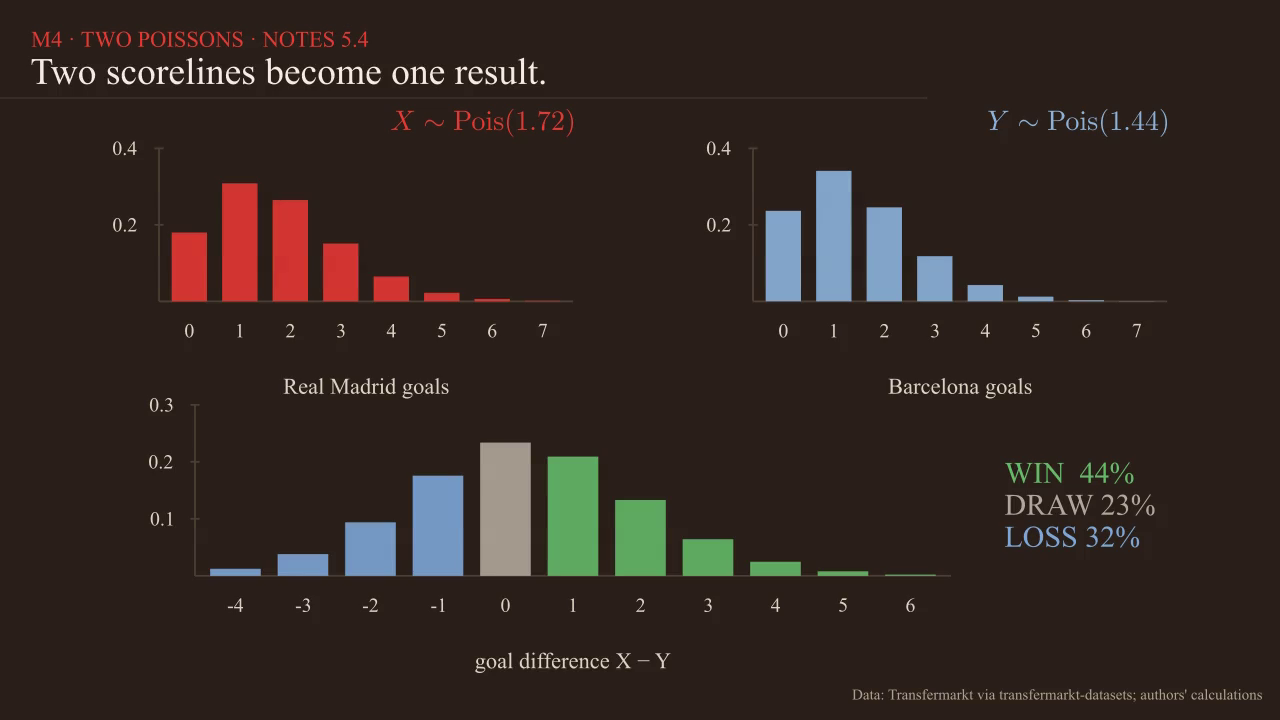 M4 · TWO POISSONS · NOTES 5.4
Two scorelines become one result.
X ∼ Pois(1.72)
0.4
0.2
0 1 2 3 4 5 6 7
Real Madrid goals
Y ∼ Pois(1.44)
0.4
0.2
0 1 2 3 4 5 6 7
Barcelona goals
0.3
0.2
0.1
-4 -3 -2 -1 0 1 2 3 4 5 6
goal difference X − Y
WIN 44%
DRAW 23%
LOSS 32%
Data: Transfermarkt via transfermarkt-datasets; authors' calculations